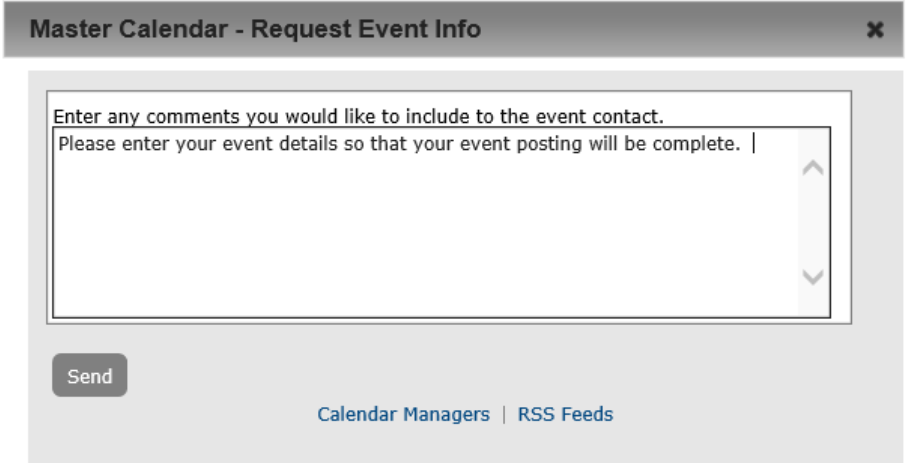 Master Calendar - Request Event Info
Enter any comments you would like to include to the event contact.
Please enter your event details so that your event posting will be complete.
Send
Calendar Managers | RSS Feeds